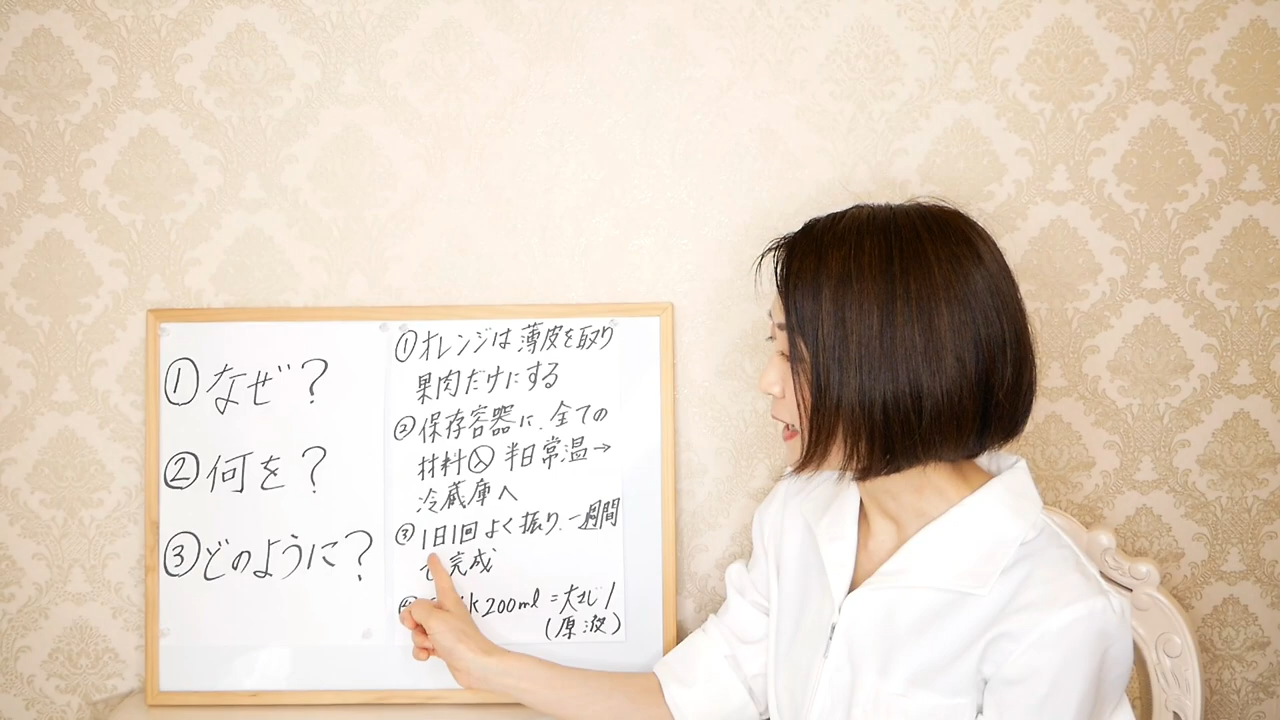 ①なぜ？
②何を？
③どのように？
①オレンジは薄皮を取り
果肉だけにする
②保存容器に、全ての
材料Ⓧ 半日常温→
冷蔵庫へ
③1日1回よく振り、一週間
で完成
200ml＝大さじ1
（原液）